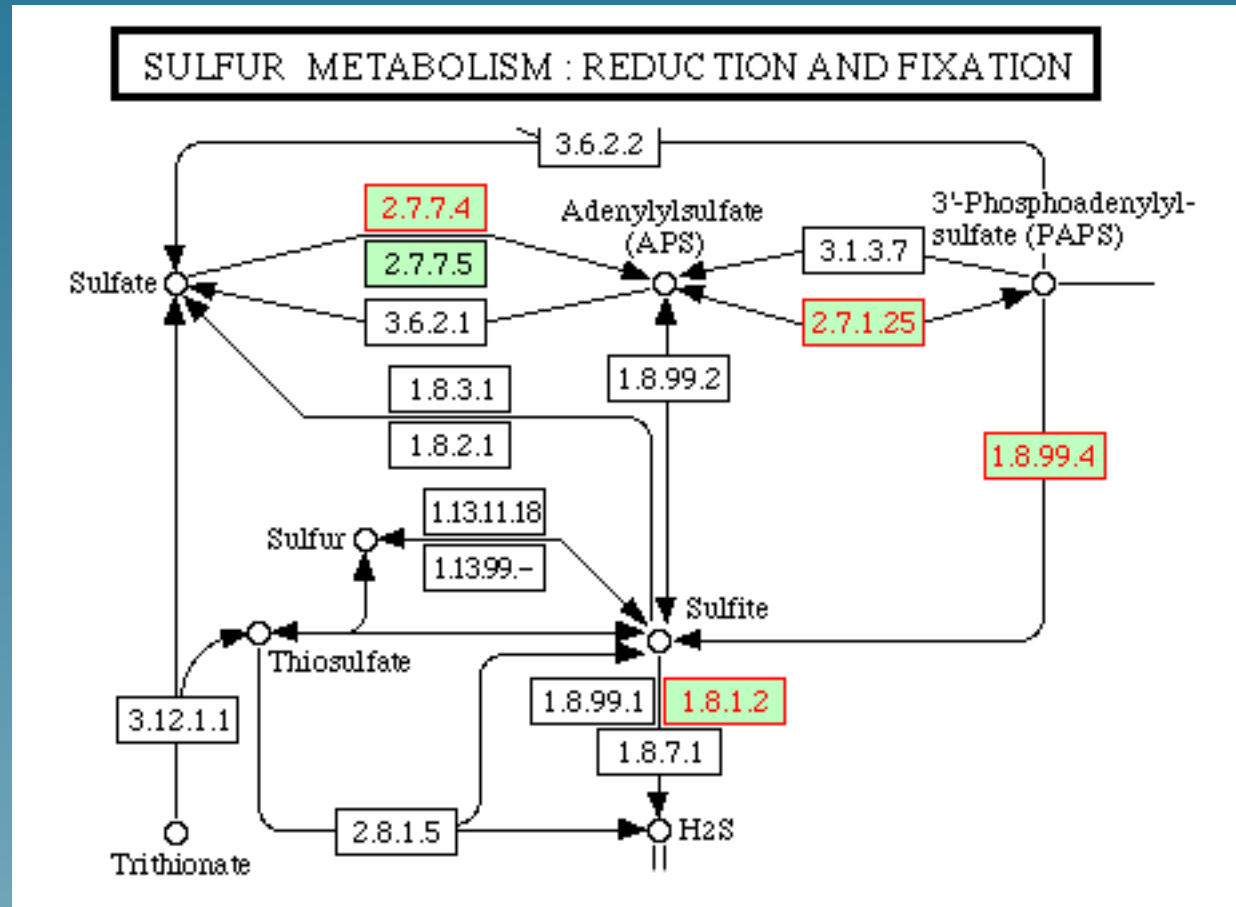 SULFUR METABOLISM : REDUCTION AND FIXATION
3.6.2.2
2.7.7.4
Adenylylsulfate
(APS)
3'-Phosphoadenylyl-
sulfate (PAPS)
2.7.7.5
3.1.3.7
Sulfate
3.6.2.1
2.7.1.25
1.8.3.1
1.8.99.2
1.8.2.1
1.8.99.4
1.13.11.18
Sulfur
1.13.99.-
Sulfite
Thiosulfate
1.8.99.1
1.8.1.2
3.12.1.1
1.8.7.1
2.8.1.5
H2S
Trithionate